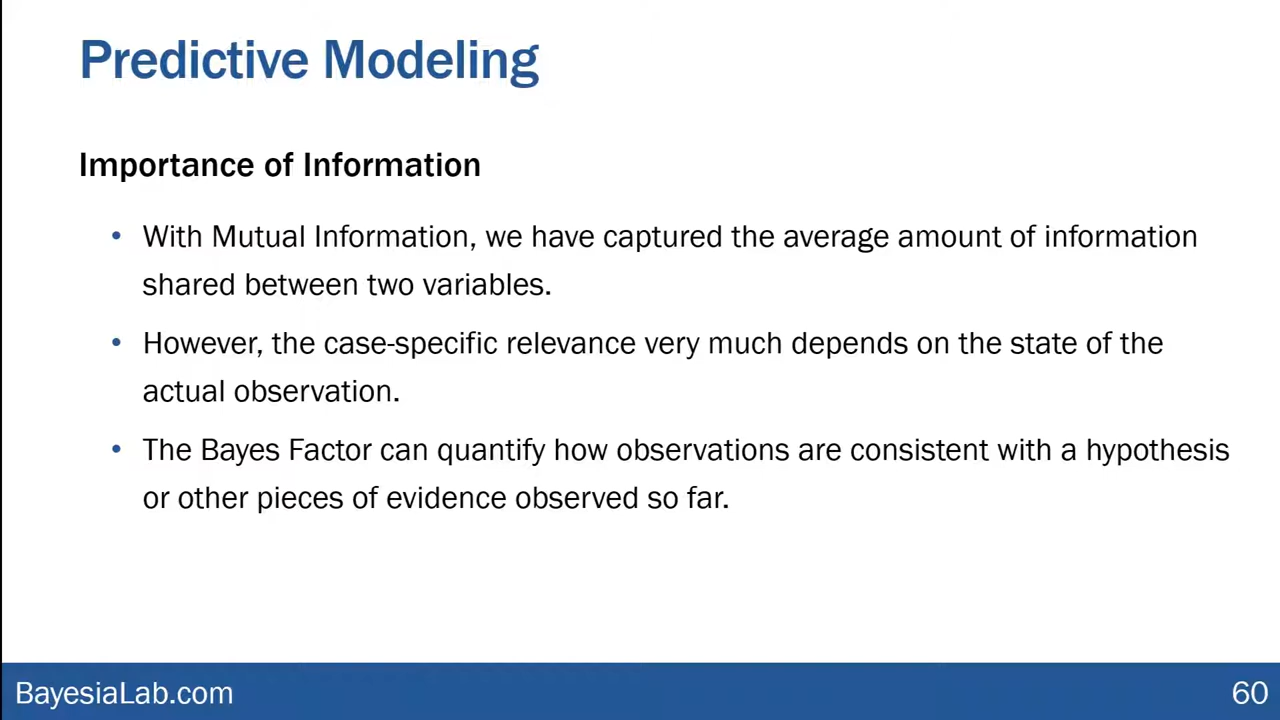 Predictive Modeling
Importance of Information
• With Mutual Information, we have captured the average amount of information
shared between two variables.
• However, the case-specific relevance very much depends on the state of the
actual observation.
• The Bayes Factor can quantify how observations are consistent with a hypothesis
or other pieces of evidence observed so far.
BayesiaLab.com
60